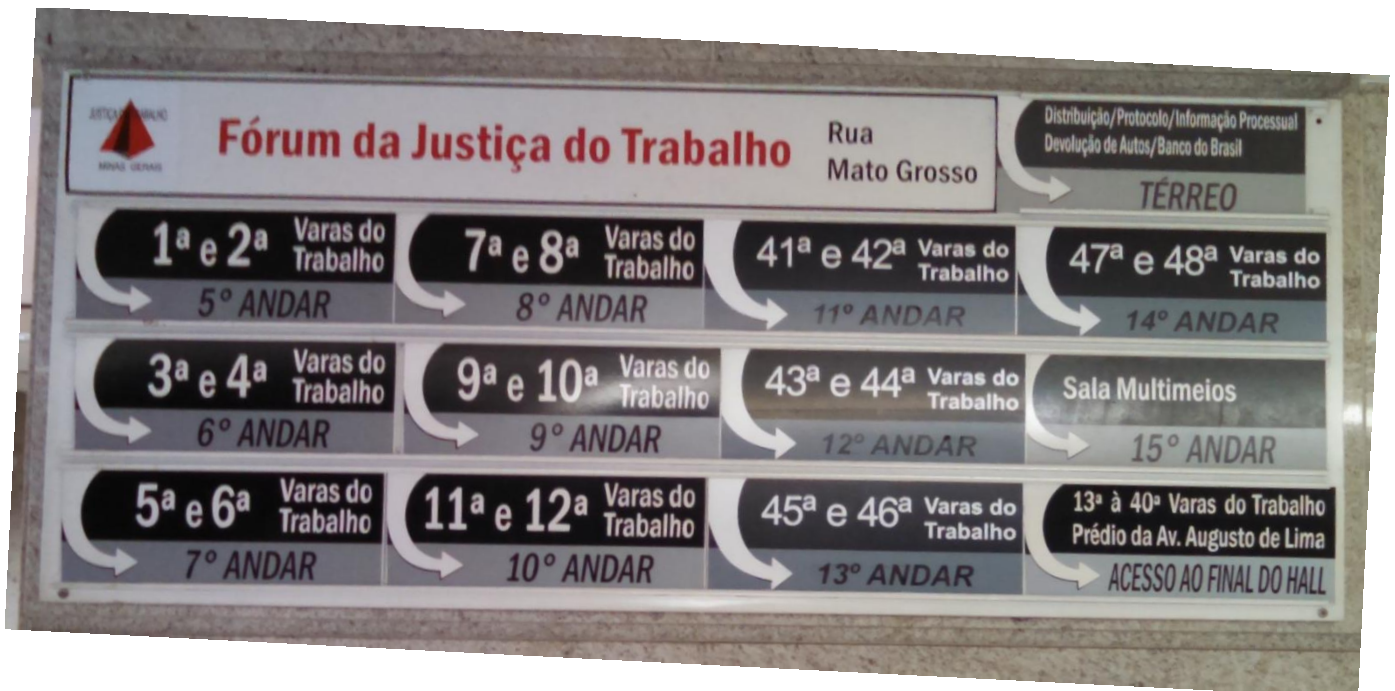 JUSTIÇA DO TRABALHO
MINAS GERAIS
Fórum da Justiça do Trabalho
Rua
Mato Grosso
Distribuição/Protocolo/Informação Processual
Devolução de Autos/Banco do Brasil
TÉRREO
1ª e 2ª Varas do
Trabalho
5º ANDAR
7ª e 8ª Varas do
Trabalho
8º ANDAR
41ª e 42ª Varas do
Trabalho
11º ANDAR
47ª e 48ª Varas do
Trabalho
14º ANDAR
3ª e 4ª Varas do
Trabalho
6º ANDAR
9ª e 10ª Varas do
Trabalho
9º ANDAR
43ª e 44ª Varas do
Trabalho
12º ANDAR
Sala Multimeios
15º ANDAR
5ª e 6ª Varas do
Trabalho
7º ANDAR
11ª e 12ª Varas do
Trabalho
10º ANDAR
45ª e 46ª Varas do
Trabalho
13º ANDAR
13ª à 40ª Varas do Trabalho
Prédio da Av. Augusto de Lima
ACESSO AO FINAL DO HALL